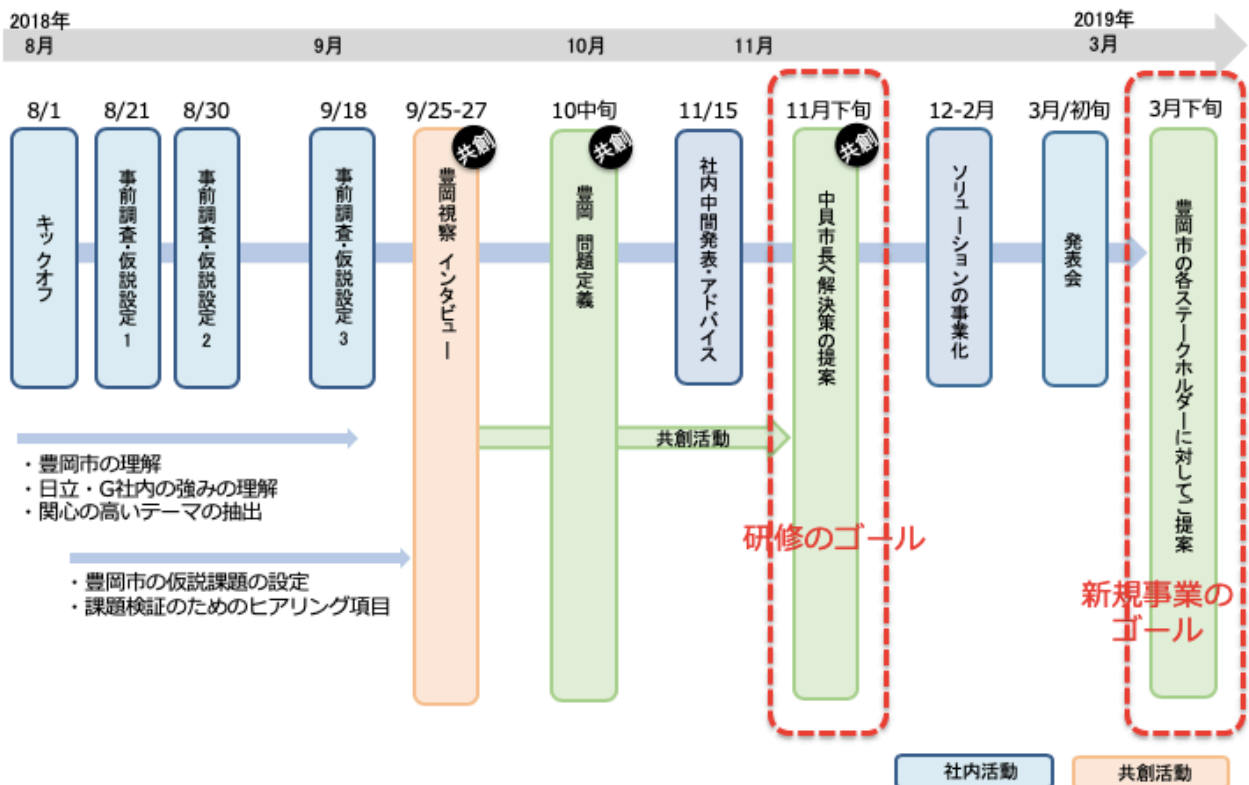 2018年
2019年
8月
9月
10月
11月
3月
8/1
8/21
8/30
9/18
9/25-27
10中旬
11/15
11月下旬
12-2月
3月/初旬
3月下旬
キックオフ
事前調査・仮説設定1
事前調査・仮説設定2
事前調査・仮説設定3
共創
豊岡視察 インタビュー
共創
豊岡 問題定義
社内中間発表・アドバイス
共創
中貝市長へ解決策の提案
ソリューションの事業化
発表会
豊岡市の各ステークホルダーに対してご提案
共創活動
・豊岡市の理解
・日立・G社内の強みの理解
・関心の高いテーマの抽出
研修のゴール
・豊岡市の仮説課題の設定
・課題検証のためのヒアリング項目
新規事業の
ゴール
社内活動
共創活動